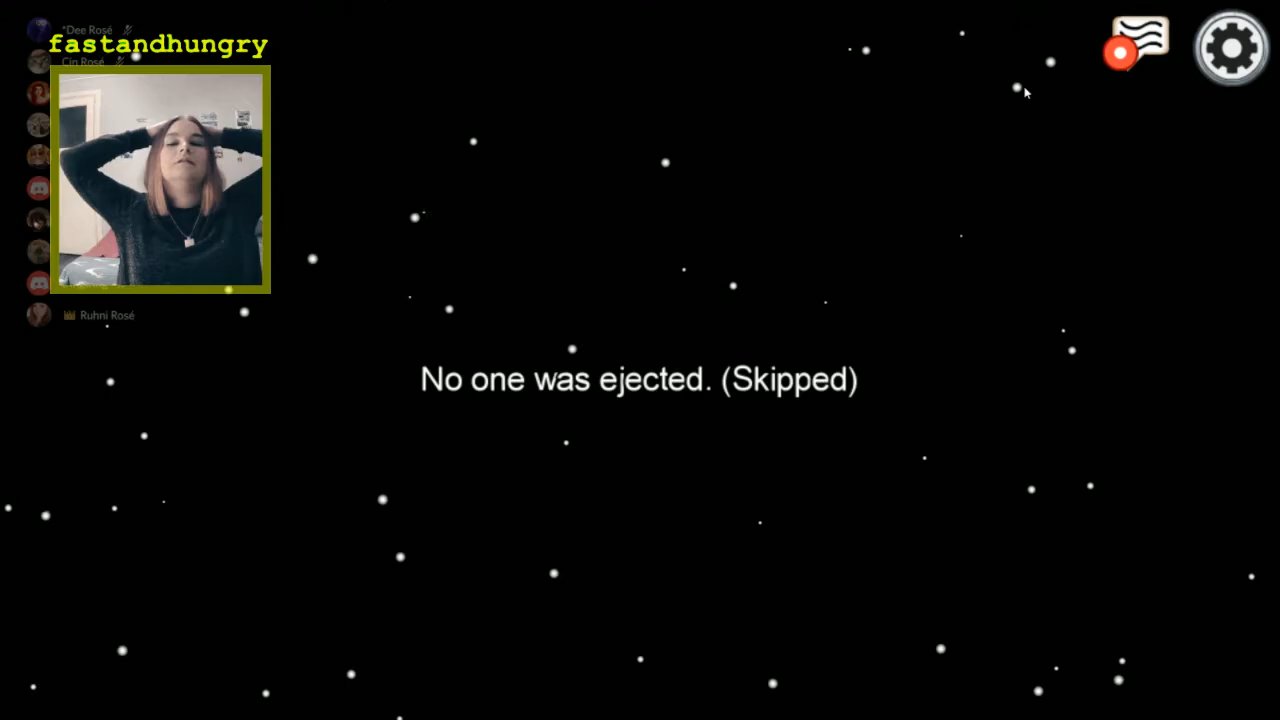 *Dee Rosé
fastandhungry
Cin Rosé
Ruhni Rosé
No one was ejected. (Skipped)